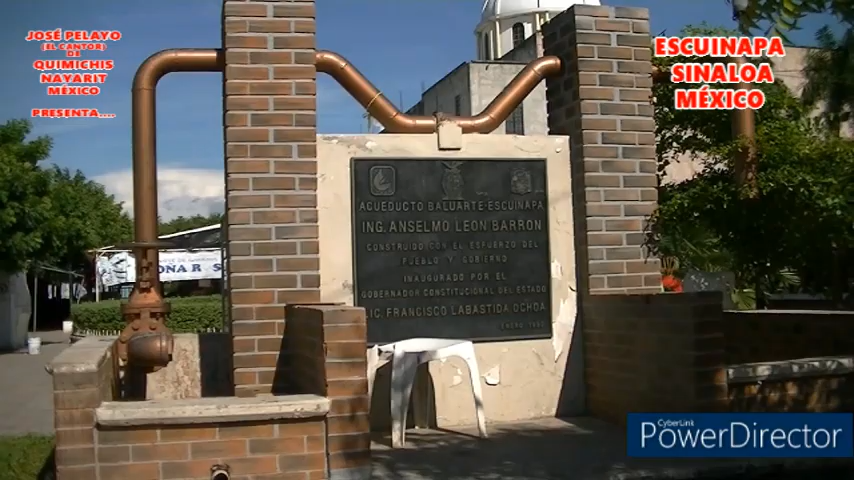 JOSÉ PELAYO
(EL CANTOR)
DE
QUIMICHIS
NAYARIT
MÉXICO
PRESENTA....
ESCUINAPA
SINALOA
MÉXICO
ACUEDUCTO BALUARTE-ESCUINAPA
ING. ANSELMO LEON BARRON
CONSTRUIDO CON EL ESFUERZO DEL
PUEBLO Y GOBIERNO
INAUGURADO POR EL
GOBERNADOR CONSTITUCIONAL DEL ESTADO
LIC. FRANCISCO LABASTIDA OCHOA
ENERO
CyberLink
PowerDirector